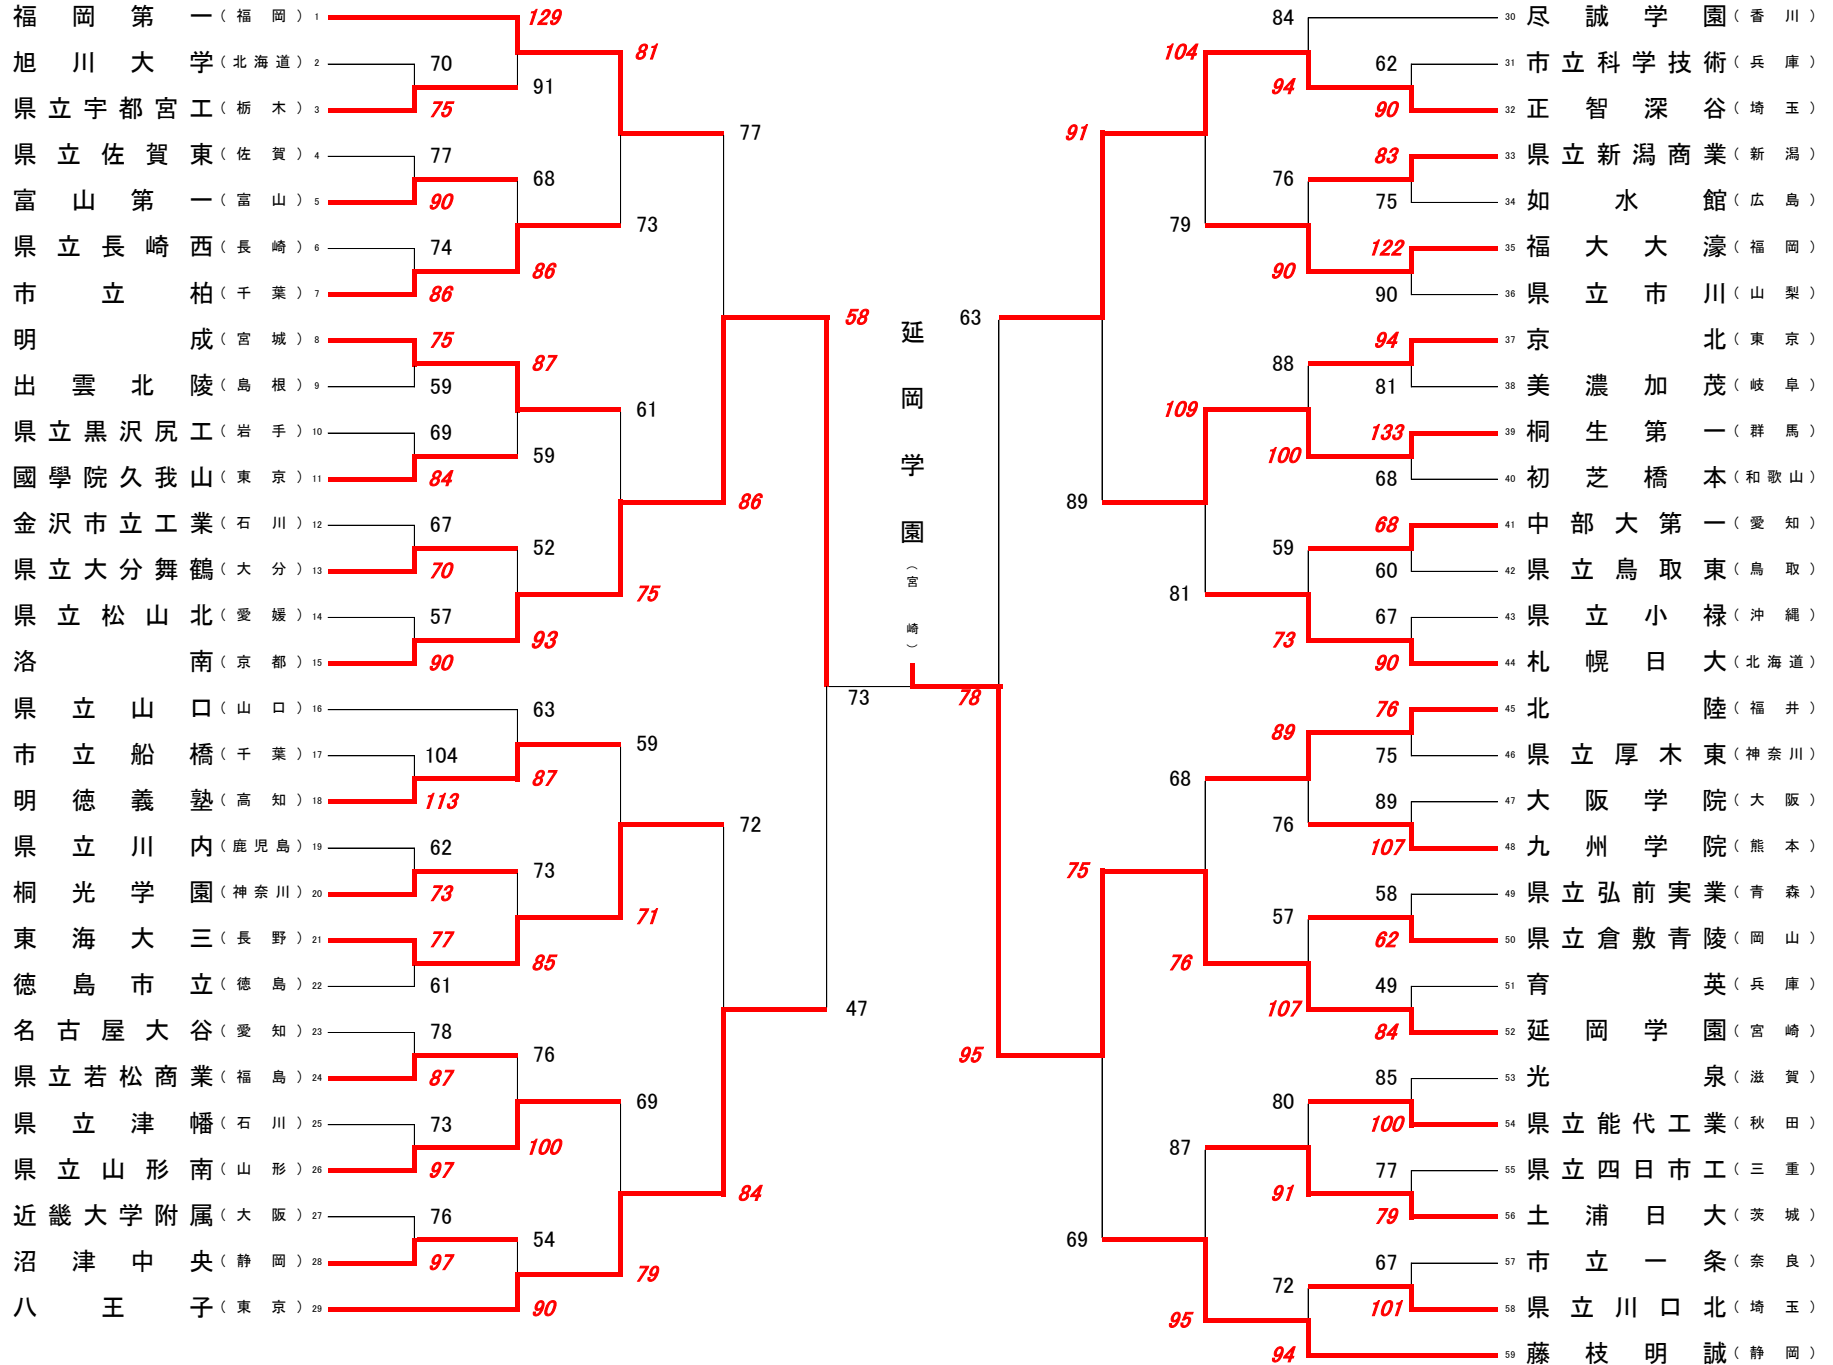 福岡第一（福岡）1 129
旭川大学（北海道）2 70
県立宇都宮工（栃木）3 75
県立佐賀東（佐賀）4 77
富山第一（富山）5 90
県立長崎西（長崎）6 74
市立柏（千葉）7 86
明成（宮城）8 75
出雲北陵（島根）9 59
県立黒沢尻工（岩手）10 69
國學院久我山（東京）11 84
金沢市立工業（石川）12 67
県立大分舞鶴（大分）13 70
県立松山北（愛媛）14 57
洛南（京都）15 90
県立山口（山口）16 63
市立船橋（千葉）17 104
明徳義塾（高知）18 113
県立川内（鹿児島）19 62
桐光学園（神奈川）20 73
東海大三（長野）21 77
徳島市立（徳島）22 61
名古屋大谷（愛知）23 78
県立若松商業（福島）24 87
県立津幡（石川）25 73
県立山形南（山形）26 97
近畿大学附属（大阪）27 76
沼津中央（静岡）28 97
八王子（東京）29 90
91
68
86
87
59
52
93
87
73
85
76
100
54
81
73
61
75
59
71
69
79
77
86
72
84
58
47
73
延岡学園（宮崎）
78
63
95
91
89
75
69
104
79
109
81
68
76
87
95
94
76
90
88
100
59
73
89
76
57
107
80
91
72
84 30 尽誠学園（香川）
62 31 市立科学技術（兵庫）
90 32 正智深谷（埼玉）
83 33 県立新潟商業（新潟）
75 34 如水館（広島）
122 35 福大大濠（福岡）
90 36 県立市川（山梨）
94 37 京北（東京）
81 38 美濃加茂（岐阜）
133 39 桐生第一（群馬）
68 40 初芝橋本（和歌山）
68 41 中部大第一（愛知）
60 42 県立鳥取東（鳥取）
67 43 県立小禄（沖縄）
90 44 札幌日大（北海道）
76 45 北陸（福井）
75 46 県立厚木東（神奈川）
89 47 大阪学院（大阪）
107 48 九州学院（熊本）
58 49 県立弘前実業（青森）
62 50 県立倉敷青陵（岡山）
49 51 育英（兵庫）
84 52 延岡学園（宮崎）
85 53 光泉（滋賀）
100 54 県立能代工業（秋田）
77 55 県立四日市工（三重）
79 56 土浦日大（茨城）
67 57 市立一条（奈良）
101 58 県立川口北（埼玉）
94 59 藤枝明誠（静岡）